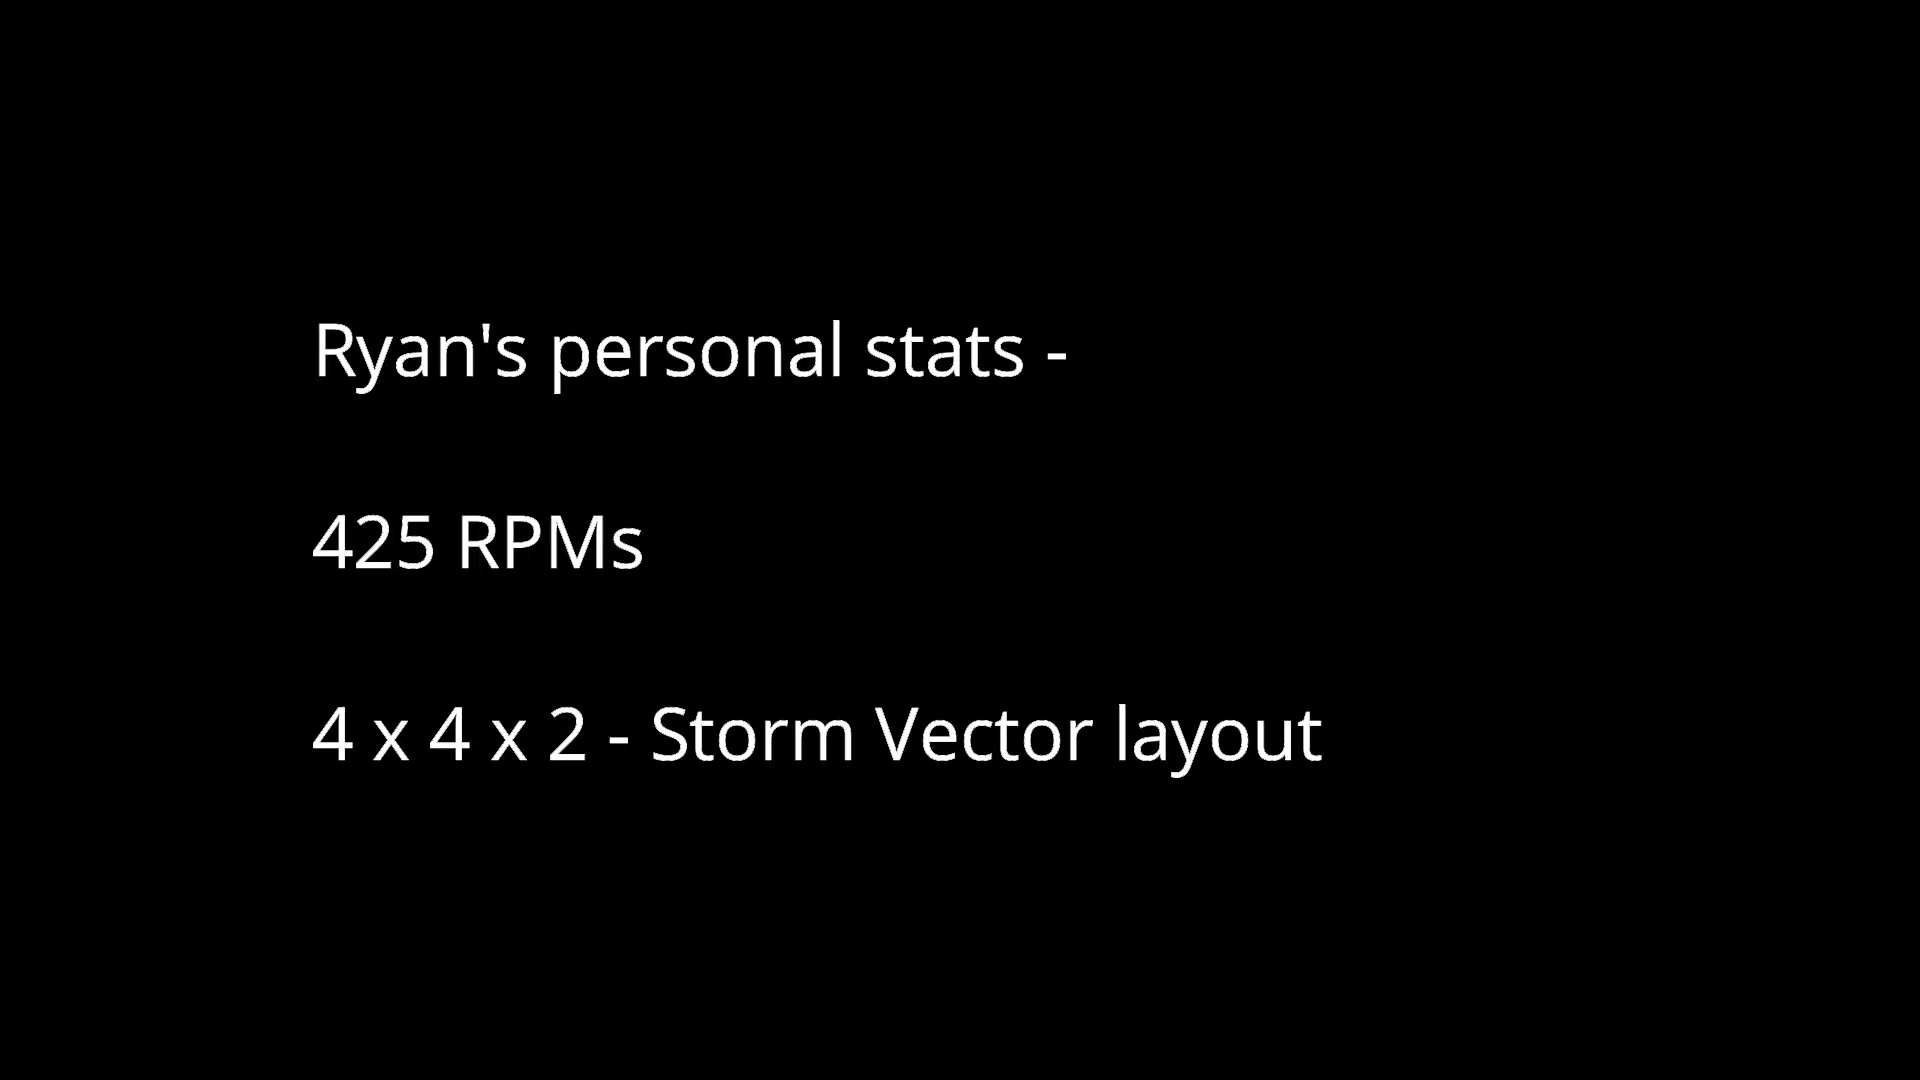 Ryan's personal stats -
425 RPMs
4 x 4 x 2 - Storm Vector layout